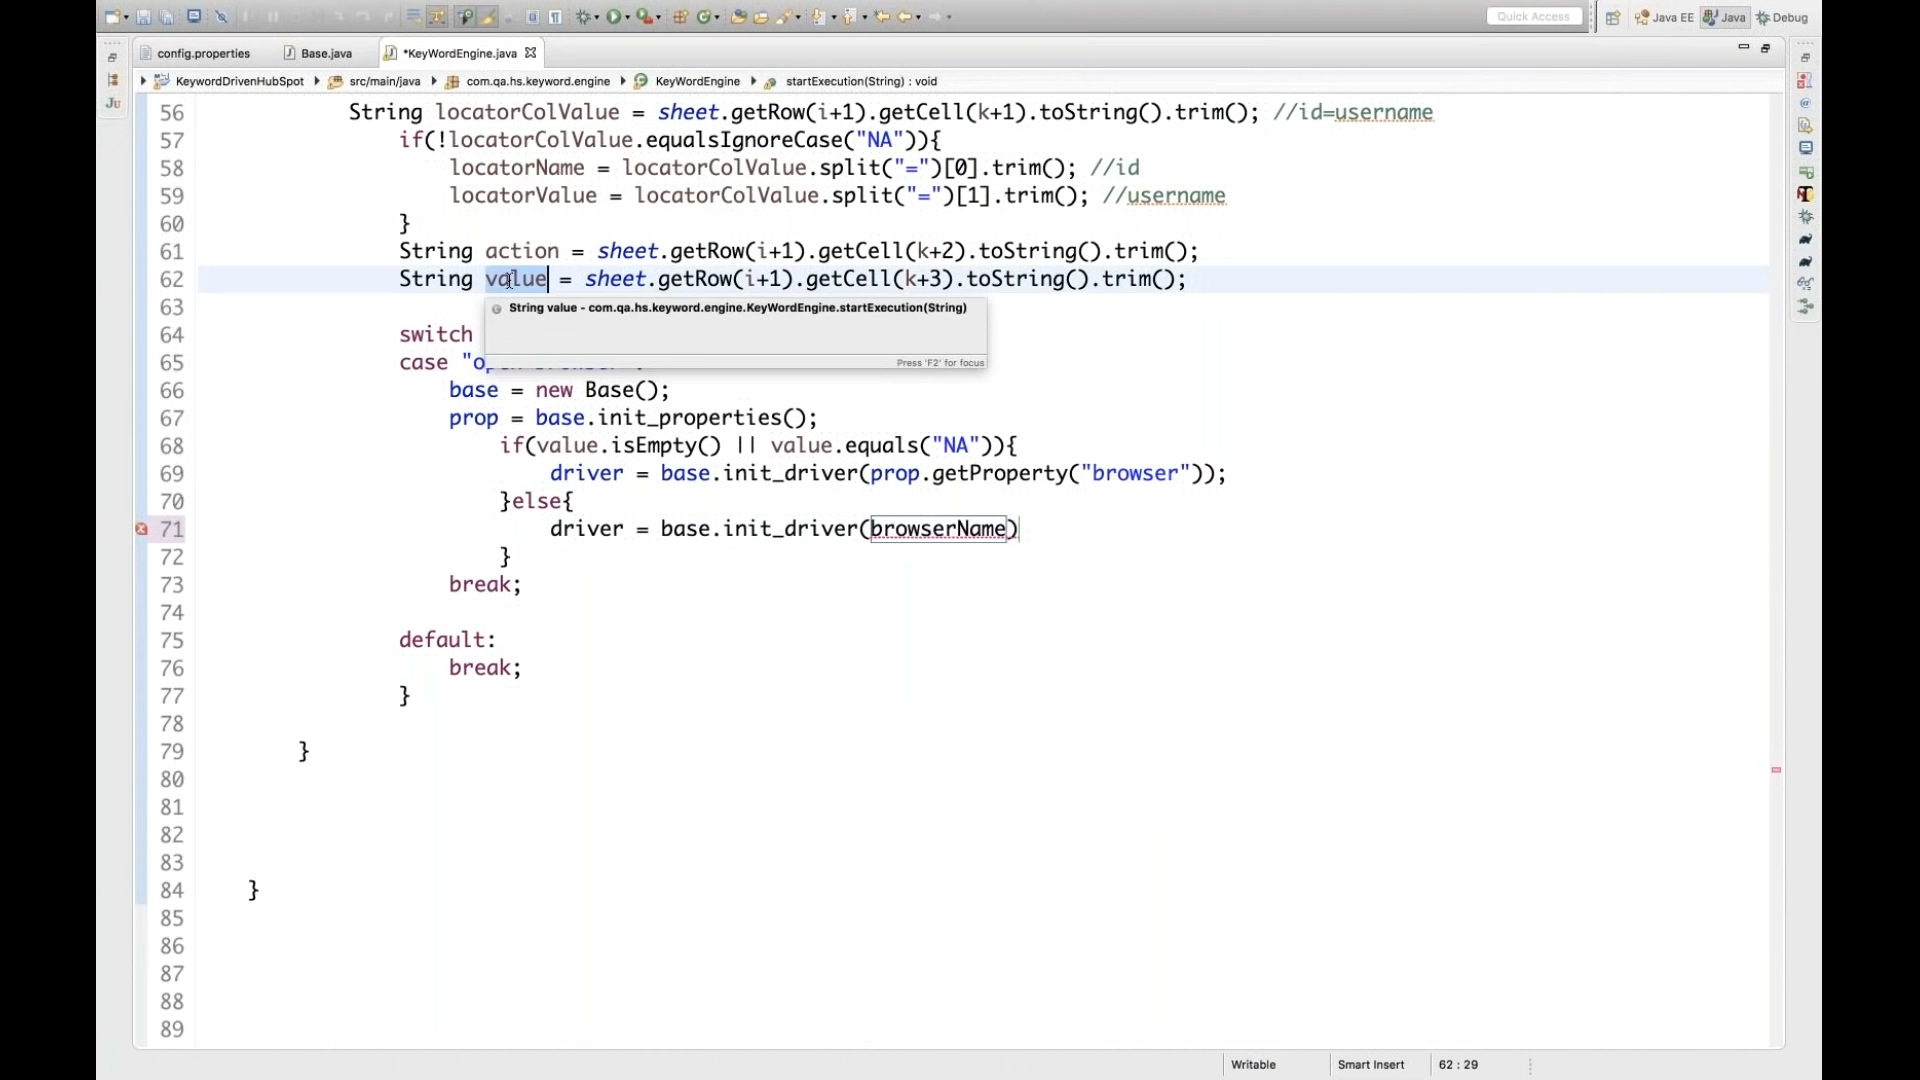 Quick Access
Java EE
Java
Debug
config.properties
Base.java
*KeyWordEngine.java
KeywordDrivenHubSpot
src/main/java
com.qa.hs.keyword.engine
KeyWordEngine
startExecution(String) : void
Ju
56 String locatorColValue = sheet.getRow(i+1).getCell(k+1).toString().trim(); //id=username
57 if(!locatorColValue.equalsIgnoreCase("NA")){
58 locatorName = locatorColValue.split("=")[0].trim(); //id
59 locatorValue = locatorColValue.split("=")[1].trim(); //username
60 }
61 String action = sheet.getRow(i+1).getCell(k+2).toString().trim();
62 String value = sheet.getRow(i+1).getCell(k+3).toString().trim();
63
String value - com.qa.hs.keyword.engine.KeyWordEngine.startExecution(String)
64 switch
Press 'F2' for focus
65 case
66 base = new Base();
67 prop = base.init_properties();
68 if(value.isEmpty() || value.equals("NA")){
69 driver = base.init_driver(prop.getProperty("browser"));
70 }else{
71 driver = base.init_driver(browserName)
72 }
73 break;
74
75 default:
76 break;
77 }
78
79 }
80
81
82
83
84 }
85
86
87
88
89
Writable
Smart Insert
62 : 29